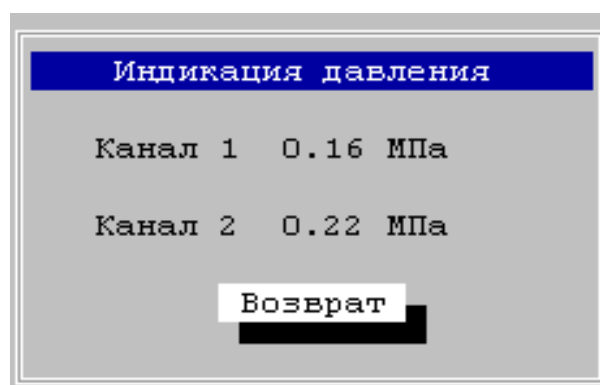 Индикация давления
Канал 1 0.16 МПа
Канал 2 0.22 МПа
Возврат